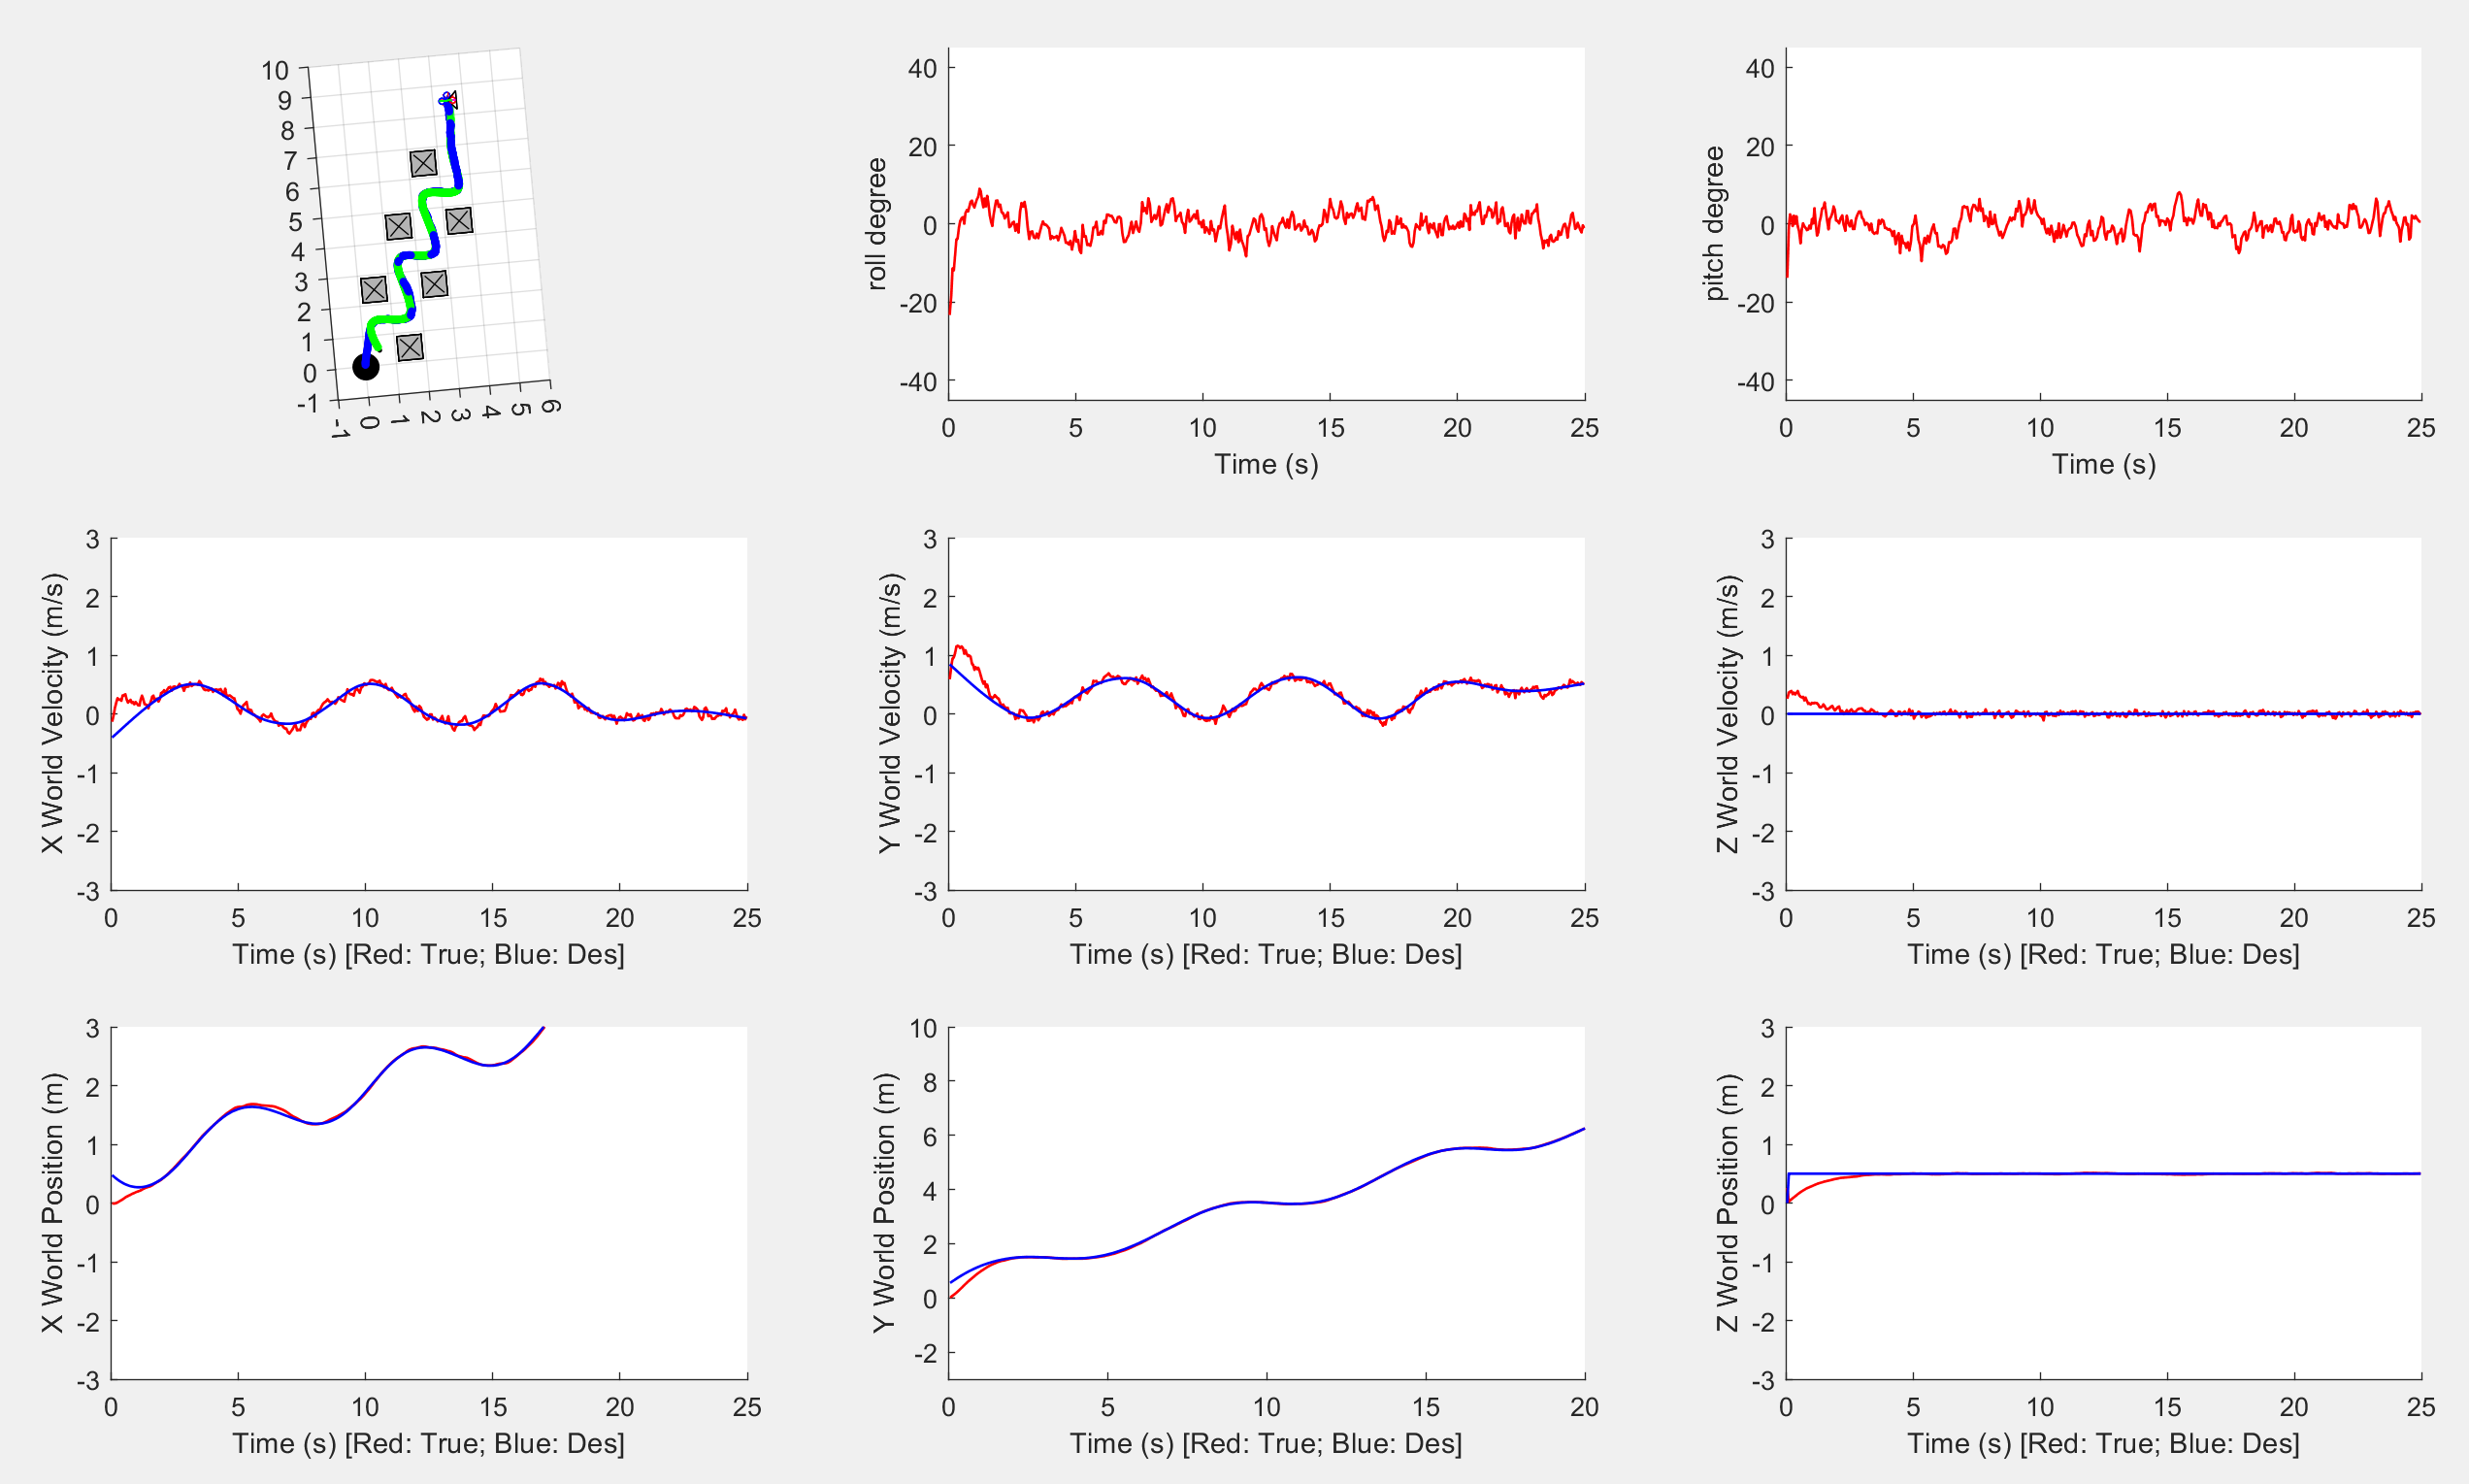 10
9
8
7
6
5
4
3
2
1
0
-1
-1 0 1 2 3 4 5 6
roll degree
40
20
0
-20
-40
0 5 10 15 20 25
Time (s)
pitch degree
40
20
0
-20
-40
0 5 10 15 20 25
Time (s)
X World Velocity (m/s)
3
2
1
0
-1
-2
-3
0 5 10 15 20 25
Time (s) [Red: True; Blue: Des]
Y World Velocity (m/s)
3
2
1
0
-1
-2
-3
0 5 10 15 20 25
Time (s) [Red: True; Blue: Des]
Z World Velocity (m/s)
3
2
1
0
-1
-2
-3
0 5 10 15 20 25
Time (s) [Red: True; Blue: Des]
X World Position (m)
3
2
1
0
-1
-2
-3
0 5 10 15 20 25
Time (s) [Red: True; Blue: Des]
Y World Position (m)
10
8
6
4
2
0
-2
0 5 10 15 20
Time (s) [Red: True; Blue: Des]
Z World Position (m)
3
2
1
0
-1
-2
-3
0 5 10 15 20 25
Time (s) [Red: True; Blue: Des]